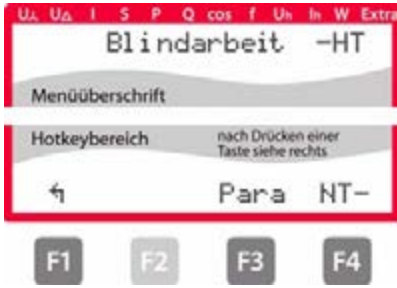 U⅄ U△ I S P Q cos f Uh Ih W Extra
Blindarbeit -HT
Menüüberschrift
Hotkeybereich
nach Drücken einer
Taste siehe rechts
↰ Para NT-
F1 F2 F3 F4